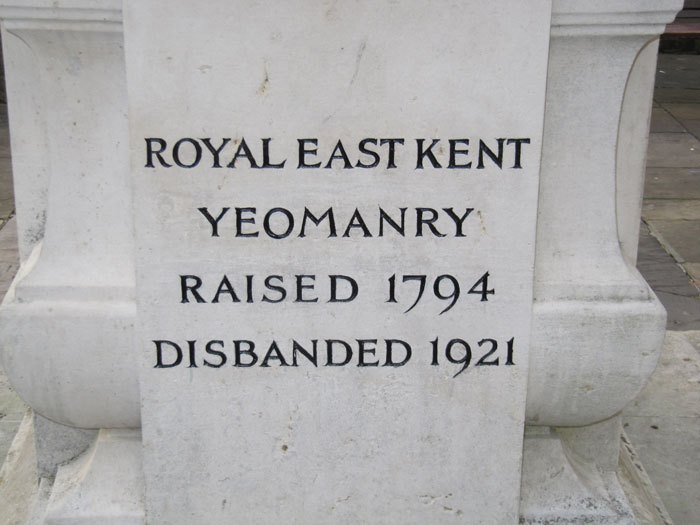 ROYAL EAST KENT
YEOMANRY
RAISED 1794
DISBANDED 1921